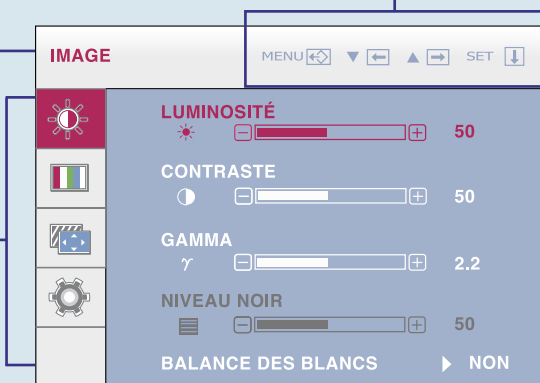 IMAGE
MENU ▼ ▲ SET
LUMINOSITÉ
50
CONTRASTE
50
GAMMA
γ 2.2
NIVEAU NOIR
50
BALANCE DES BLANCS NON